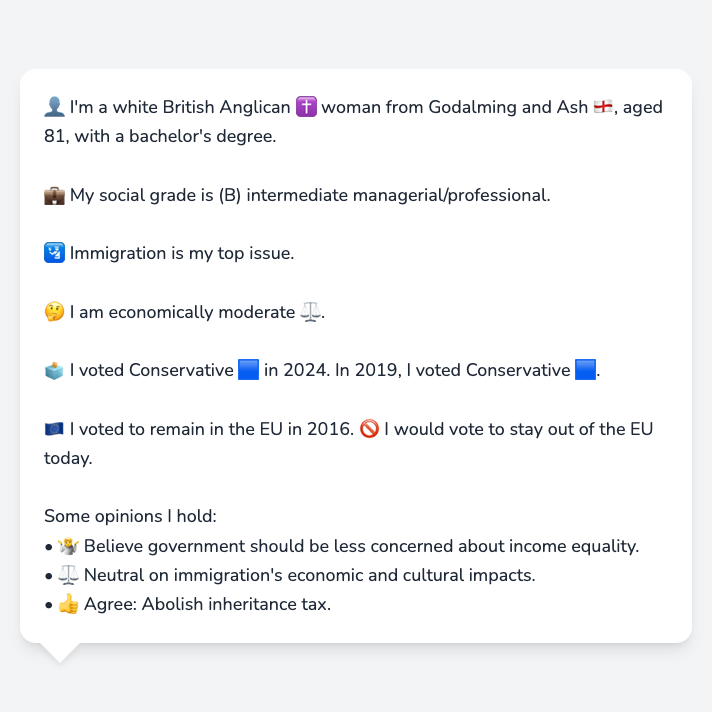 👤 I'm a white British Anglican ✝️ woman from Godalming and Ash 🏴󠁧󠁢󠁥󠁮󠁧󠁿, aged
81, with a bachelor's degree.
💼 My social grade is (B) intermediate managerial/professional.
🛂 Immigration is my top issue.
🤔 I am economically moderate ⚖️.
🗳️ I voted Conservative 🟦 in 2024. In 2019, I voted Conservative 🟦.
🇪🇺 I voted to remain in the EU in 2016. 🚫 I would vote to stay out of the EU
today.
Some opinions I hold:
• 🤷 Believe government should be less concerned about income equality.
• ⚖️ Neutral on immigration's economic and cultural impacts.
• 👍 Agree: Abolish inheritance tax.